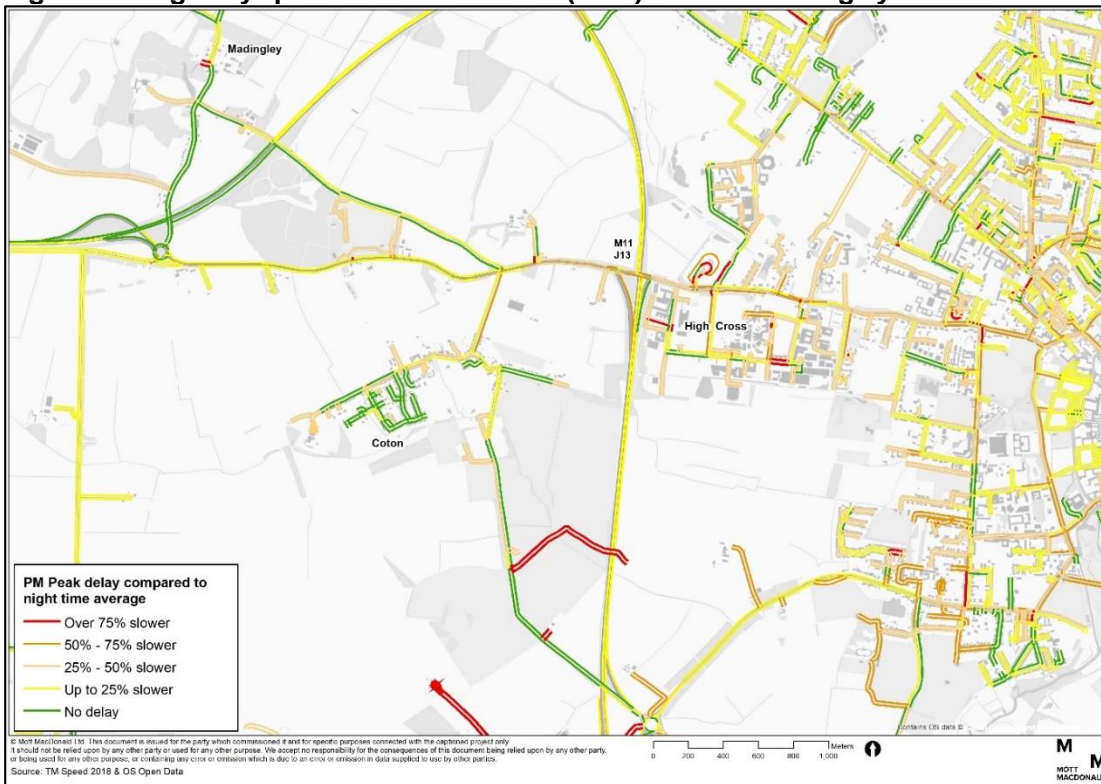 Madingley
M11
J13
High Cross
Coton
PM Peak delay compared to
night time average
Over 75% slower
50% - 75% slower
25% - 50% slower
Up to 25% slower
No delay
Contains OS data ©
© Mott MacDonald Ltd. This document is issued for the party which commissioned it and for specific purposes connected with the captioned project only.
It should not be relied upon by any other party or used for any other purpose. We accept no responsibility for the consequences of this document being relied upon by any other party,
or being used for any other purpose, or containing any error or omission which is due to an error or omission in data supplied to use by other parties.
Source: TM Speed 2018 & OS Open Data
0 200 400 600 800 1,000 Meters
M
MOTT M
MACDONALD